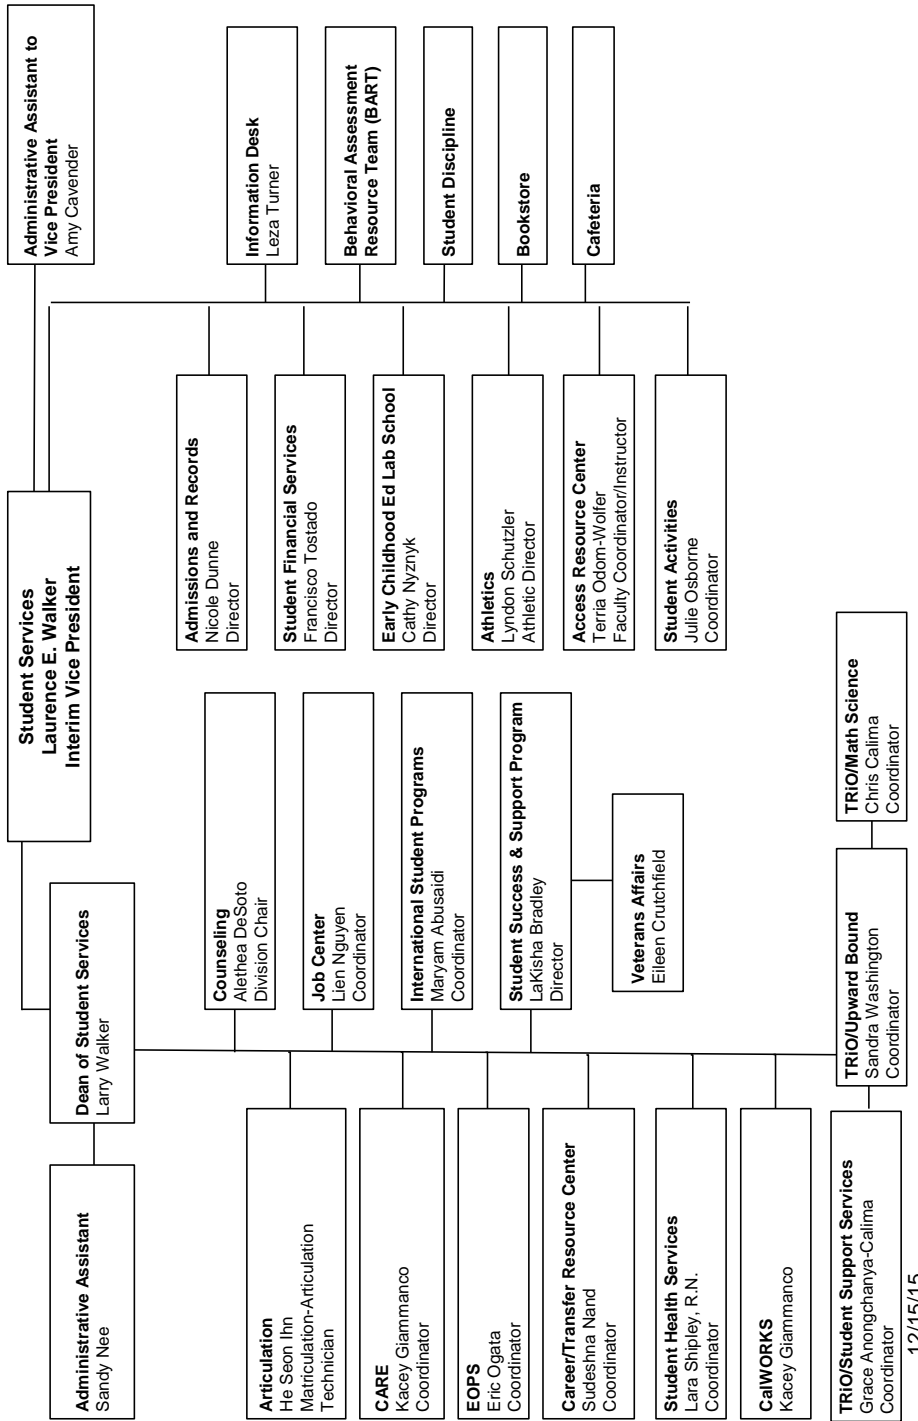 Student Services
Laurence E. Walker
Interim Vice President
Administrative Assistant to
Vice President
Amy Cavender
Dean of Student Services
Larry Walker
Administrative Assistant
Sandy Nee
Articulation
He Seon Ihn
Matriculation-Articulation
Technician
CARE
Kacey Giammanco
Coordinator
EOPS
Eric Ogata
Coordinator
Career/Transfer Resource Center
Sudeshna Nand
Coordinator
Student Health Services
Lara Shipley, R.N.
Coordinator
CalWORKS
Kacey Giammanco
TRiO/Student Support Services
Grace Anongchanya-Calima
Coordinator
Counseling
Alethea DeSoto
Division Chair
Job Center
Lien Nguyen
Coordinator
International Student Programs
Maryam Abusaidi
Coordinator
Student Success & Support Program
LaKisha Bradley
Director
Veterans Affairs
Eileen Crutchfield
TRiO/Upward Bound
Sandra Washington
Coordinator
TRiO/Math Science
Chris Calima
Coordinator
Admissions and Records
Nicole Dunne
Director
Student Financial Services
Francisco Tostado
Director
Early Childhood Ed Lab School
Cathy Nyznyk
Director
Athletics
Lyndon Schutzler
Athletic Director
Access Resource Center
Terria Odom-Wolfer
Faculty Coordinator/Instructor
Student Activities
Julie Osborne
Coordinator
Information Desk
Leza Turner
Behavioral Assessment
Resource Team (BART)
Student Discipline
Bookstore
Cafeteria
12/15/15